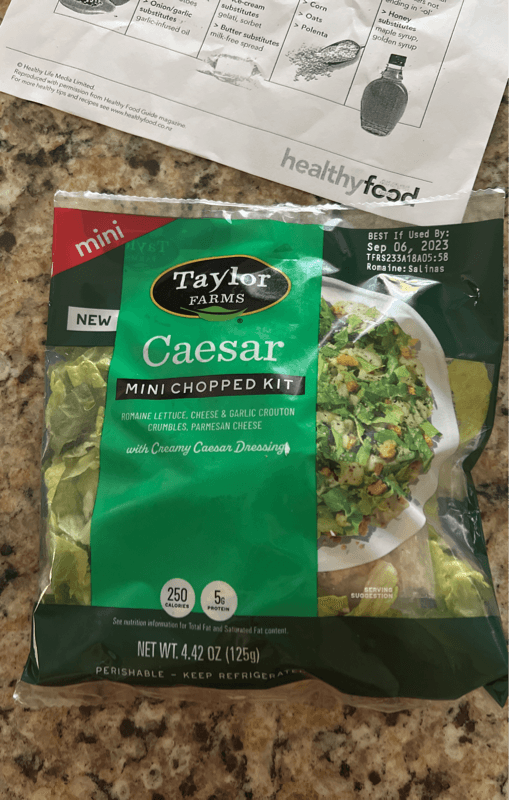 > Onion/garlic
substitutes
garlic-infused oil
substitutes
gelati, sorbet
> Butter substitutes
milk-free spread
> Corn
> Oats
> Polenta
ending in "ol"
> Honey
substitutes
maple syrup,
golden syrup
© Healthy Life Media Limited.
Reproduced with permission from Healthy Food Guide magazine.
For more healthy tips and recipes see www.healthyfood.co.nz
healthyfood
mini
BEST If Used By:
Sep 06, 2023
TFRS233A18A05:58
Romaine: Salinas
Taylor
FARMS
NEW
Caesar
MINI CHOPPED KIT
ROMAINE LETTUCE, CHEESE & GARLIC CROUTON
CRUMBLES, PARMESAN CHEESE
with Creamy Caesar Dressing
250
CALORIES
5g
PROTEIN
SERVING
SUGGESTION
See nutrition information for Total Fat and Saturated Fat content.
NET WT. 4.42 OZ (125g)
PERISHABLE - KEEP REFRIGERATED